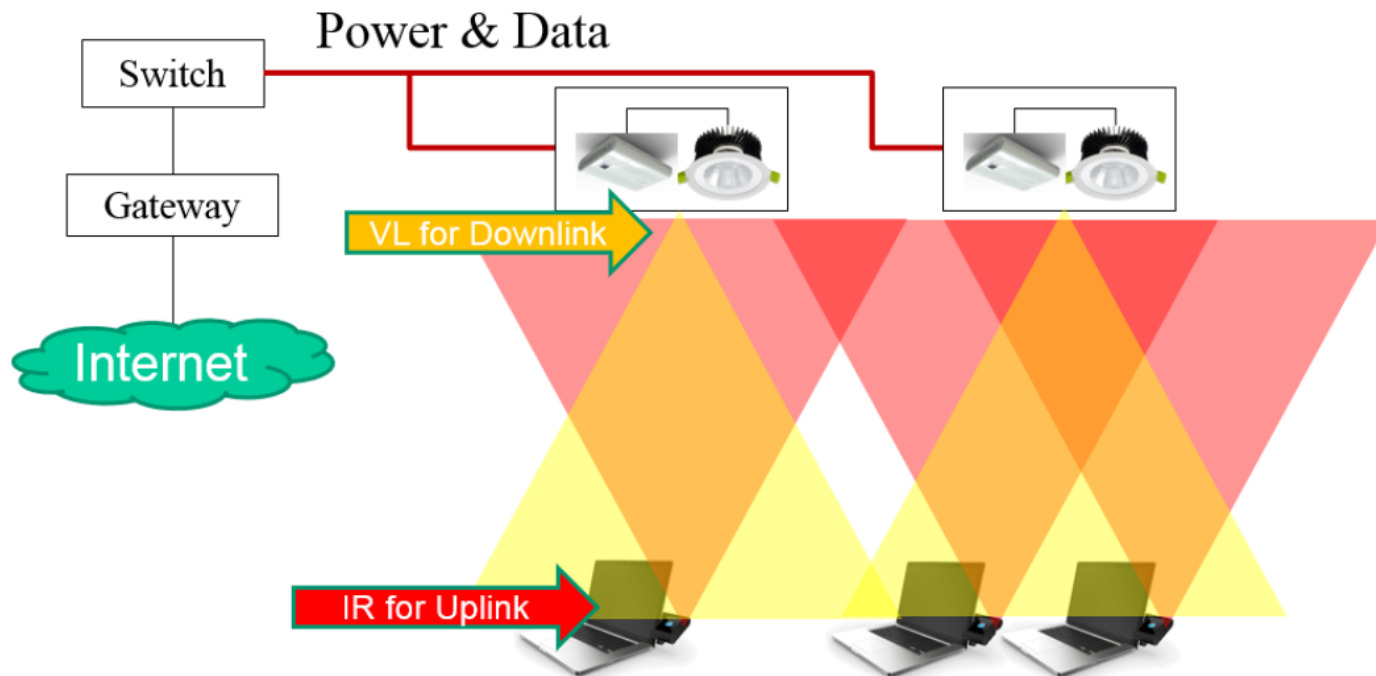 Power & Data
Switch
Gateway
VL for Downlink
Internet
IR for Uplink